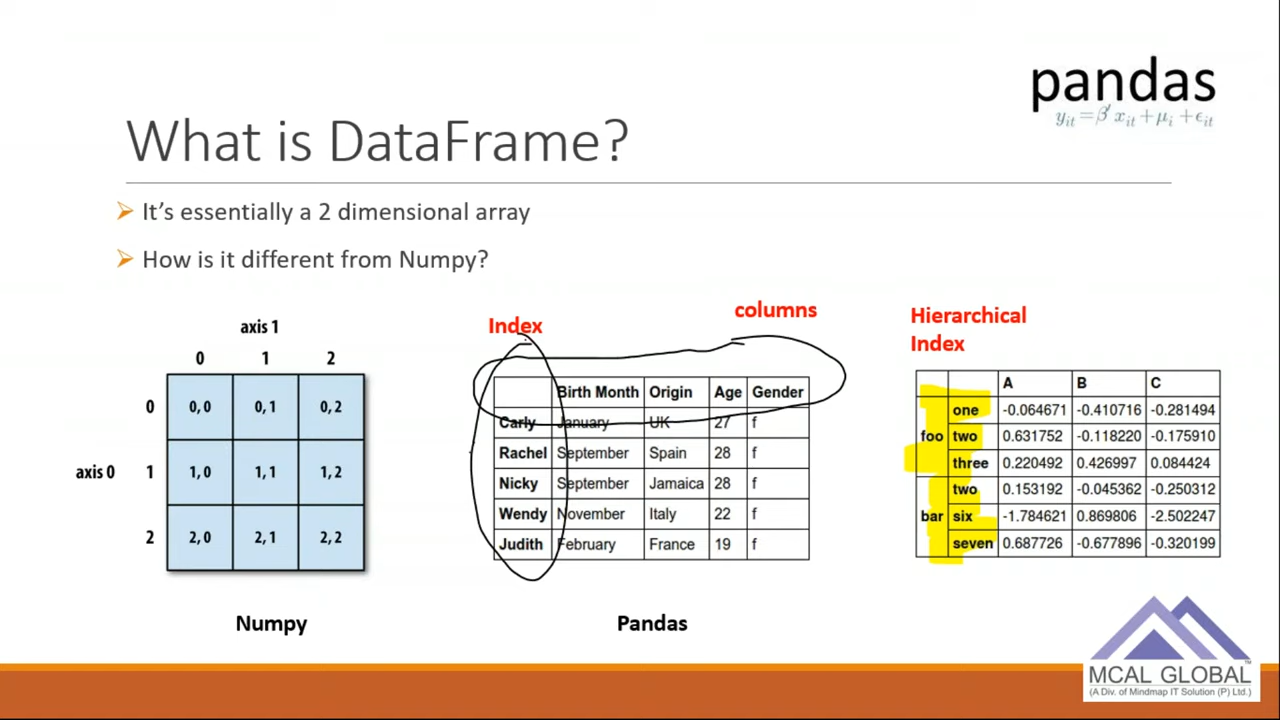 pandas
y_it = β′ x_it + μ_i + ϵ_it
What is DataFrame?
It's essentially a 2 dimensional array
How is it different from Numpy?
axis 1
0 1 2
0 0, 0 0, 1 0, 2
axis 0 1 1, 0 1, 1 1, 2
2 2, 0 2, 1 2, 2
Numpy
Index
columns
Birth Month Origin Age Gender
Carly January UK 27 f
Rachel September Spain 28 f
Nicky September Jamaica 28 f
Wendy November Italy 22 f
Judith February France 19 f
Pandas
Hierarchical
Index
A B C
one -0.064671 -0.410716 -0.281494
foo two 0.631752 -0.118220 -0.175910
three 0.220492 0.426997 0.084424
two 0.153192 -0.045362 -0.250312
bar six -1.784621 0.869806 -2.502247
seven 0.687726 -0.677896 -0.320199
MCAL GLOBAL™
(A Div. of Mindmap IT Solution (P) Ltd.)